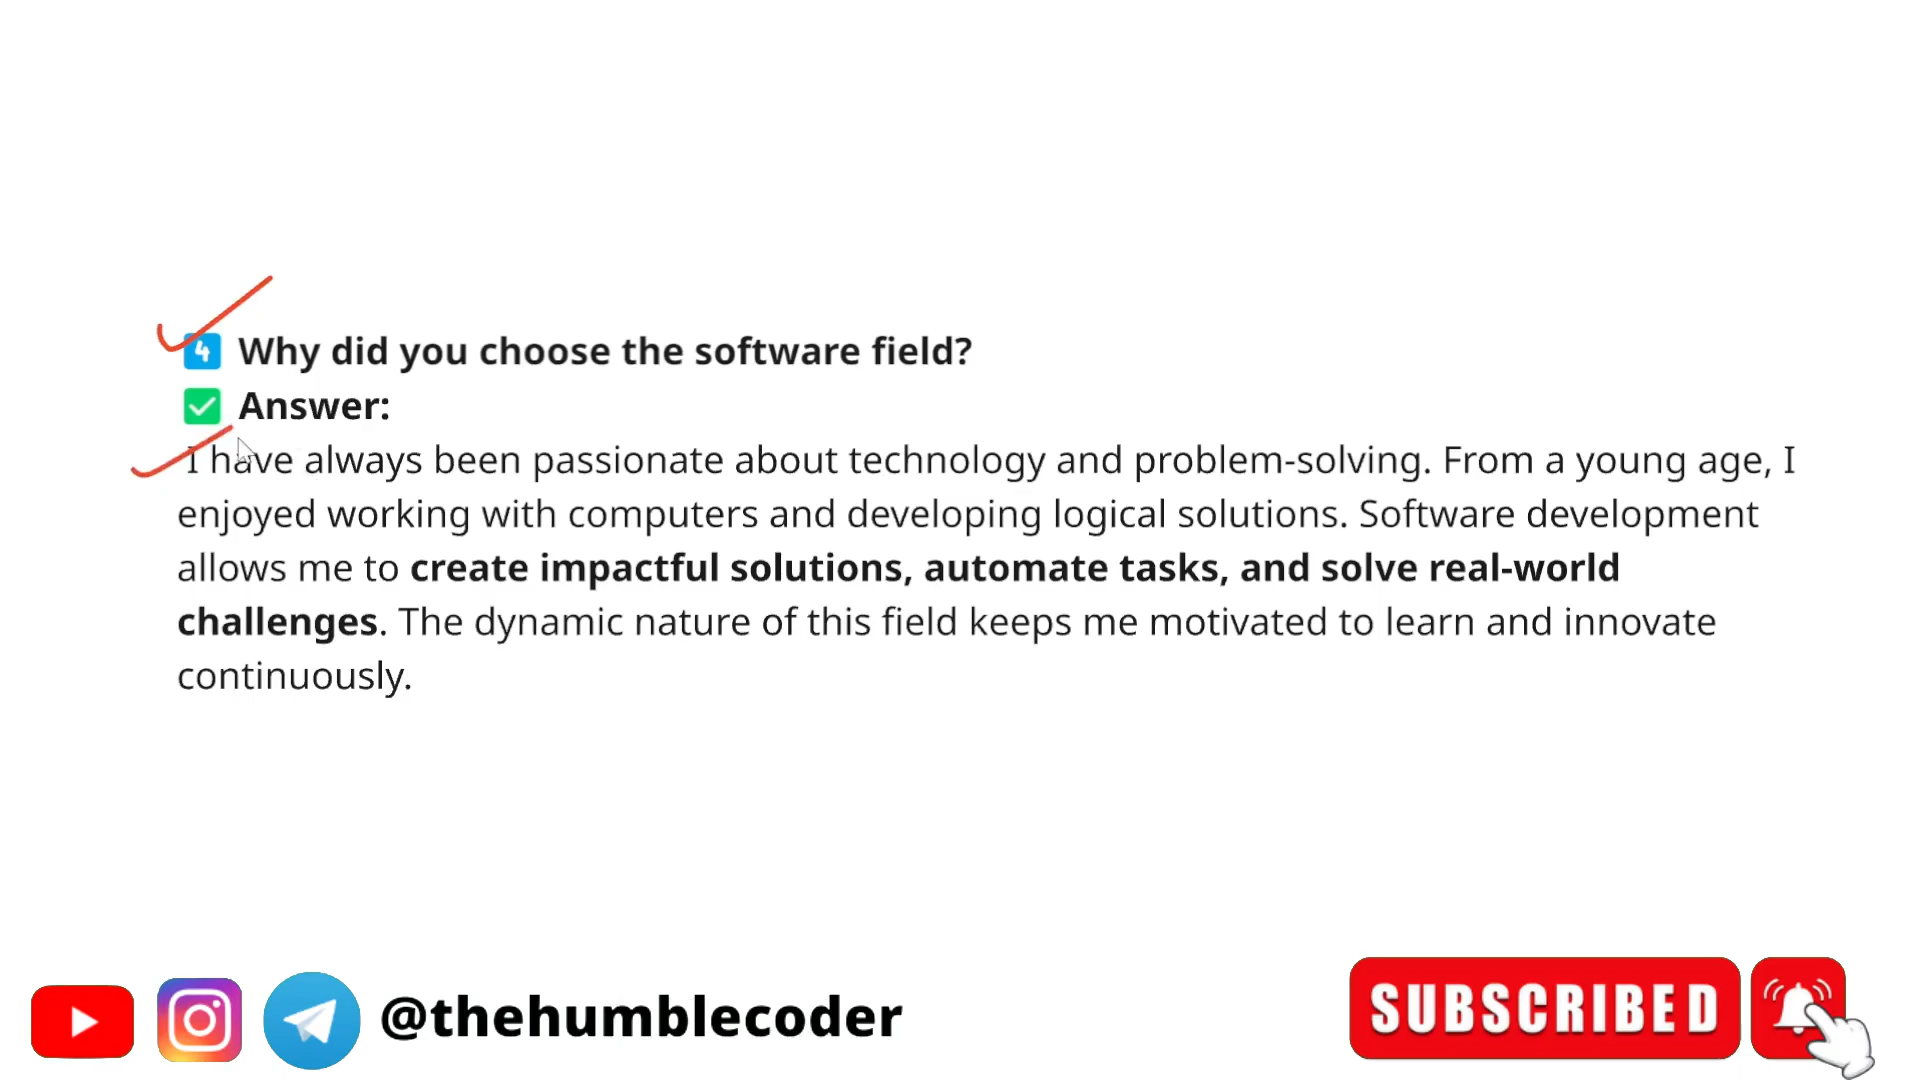 4 Why did you choose the software field?
Answer:
I have always been passionate about technology and problem-solving. From a young age, I
enjoyed working with computers and developing logical solutions. Software development
allows me to create impactful solutions, automate tasks, and solve real-world
challenges. The dynamic nature of this field keeps me motivated to learn and innovate
continuously.
@thehumblecoder
SUBSCRIBED